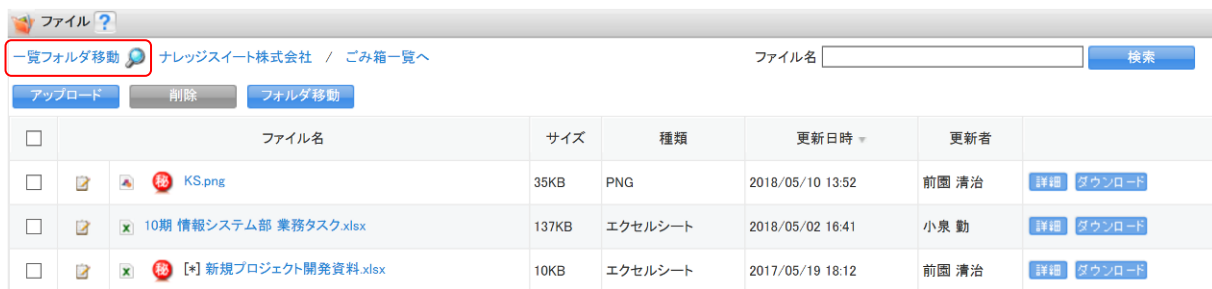 ファイル ?
一覧フォルダ移動 ナレッジスイート株式会社 / ごみ箱一覧へ ファイル名 検索
アップロード 削除 フォルダ移動
ファイル名 サイズ 種類 更新日時 更新者
秘 KS.png 35KB PNG 2018/05/10 13:52 前園 清治 詳細 ダウンロード
10期 情報システム部 業務タスク.xlsx 137KB エクセルシート 2018/05/02 16:41 小泉 勤 詳細 ダウンロード
秘 [*] 新規プロジェクト開発資料.xlsx 10KB エクセルシート 2017/05/19 18:12 前園 清治 詳細 ダウンロード